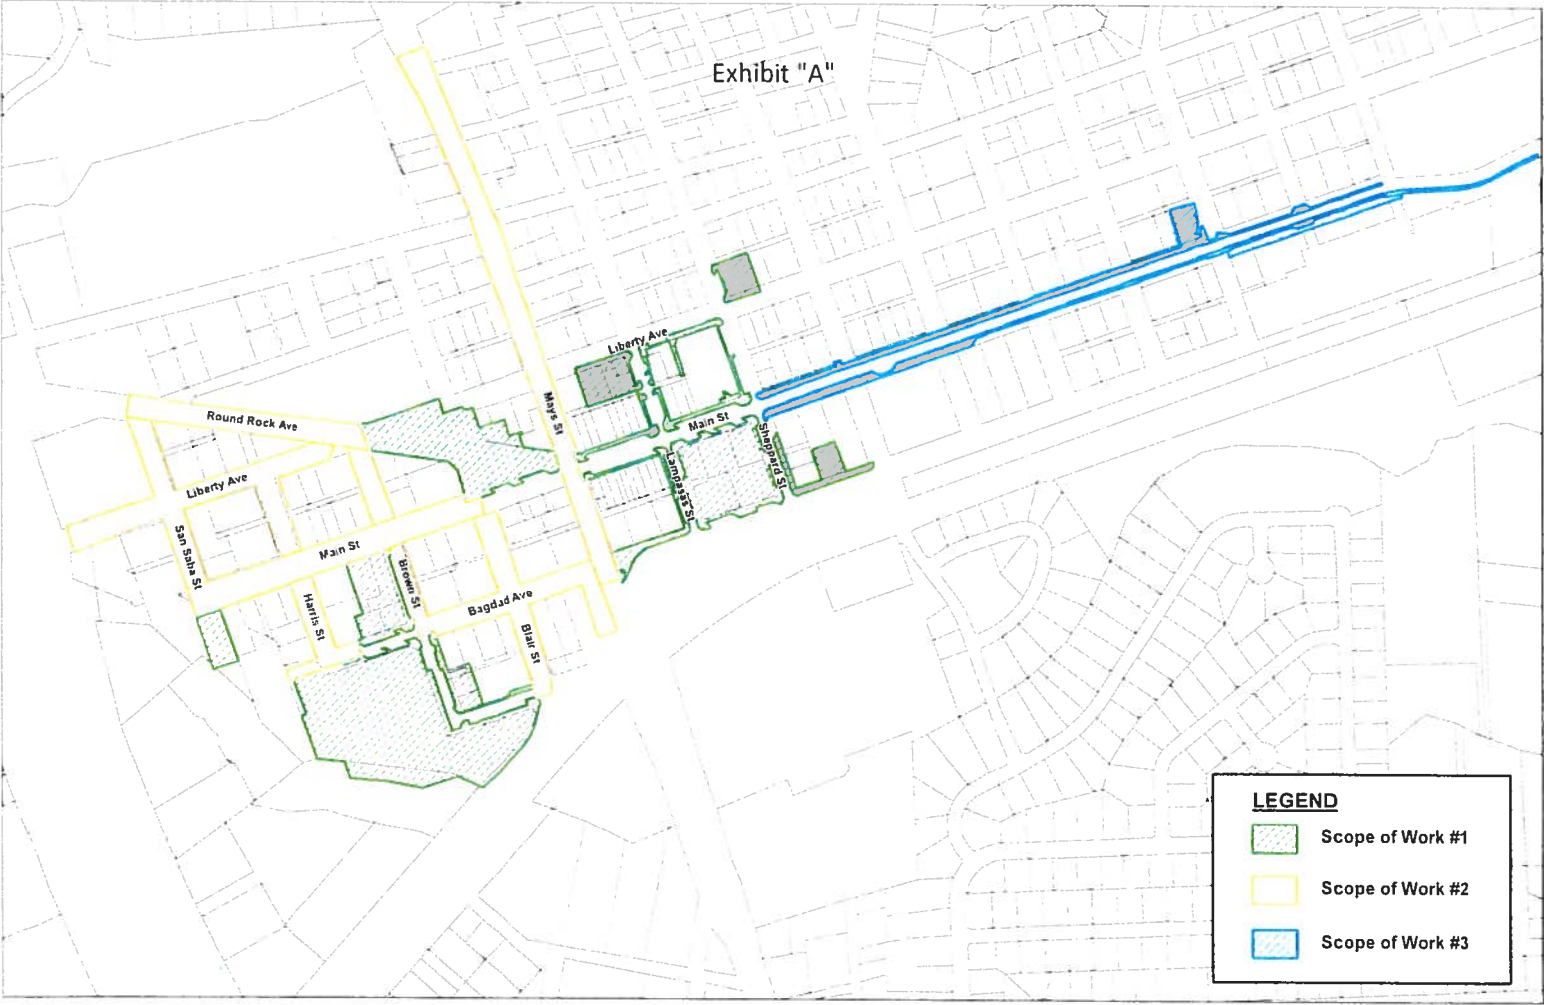 Exhibit "A"
Liberty Ave
Round Rock Ave
Mays St
Main St
Sheppard St
Lampasas St
Liberty Ave
San Saba St
Main St
Brown St
Harris St
Bagdad Ave
Blair St
LEGEND
Scope of Work #1
Scope of Work #2
Scope of Work #3